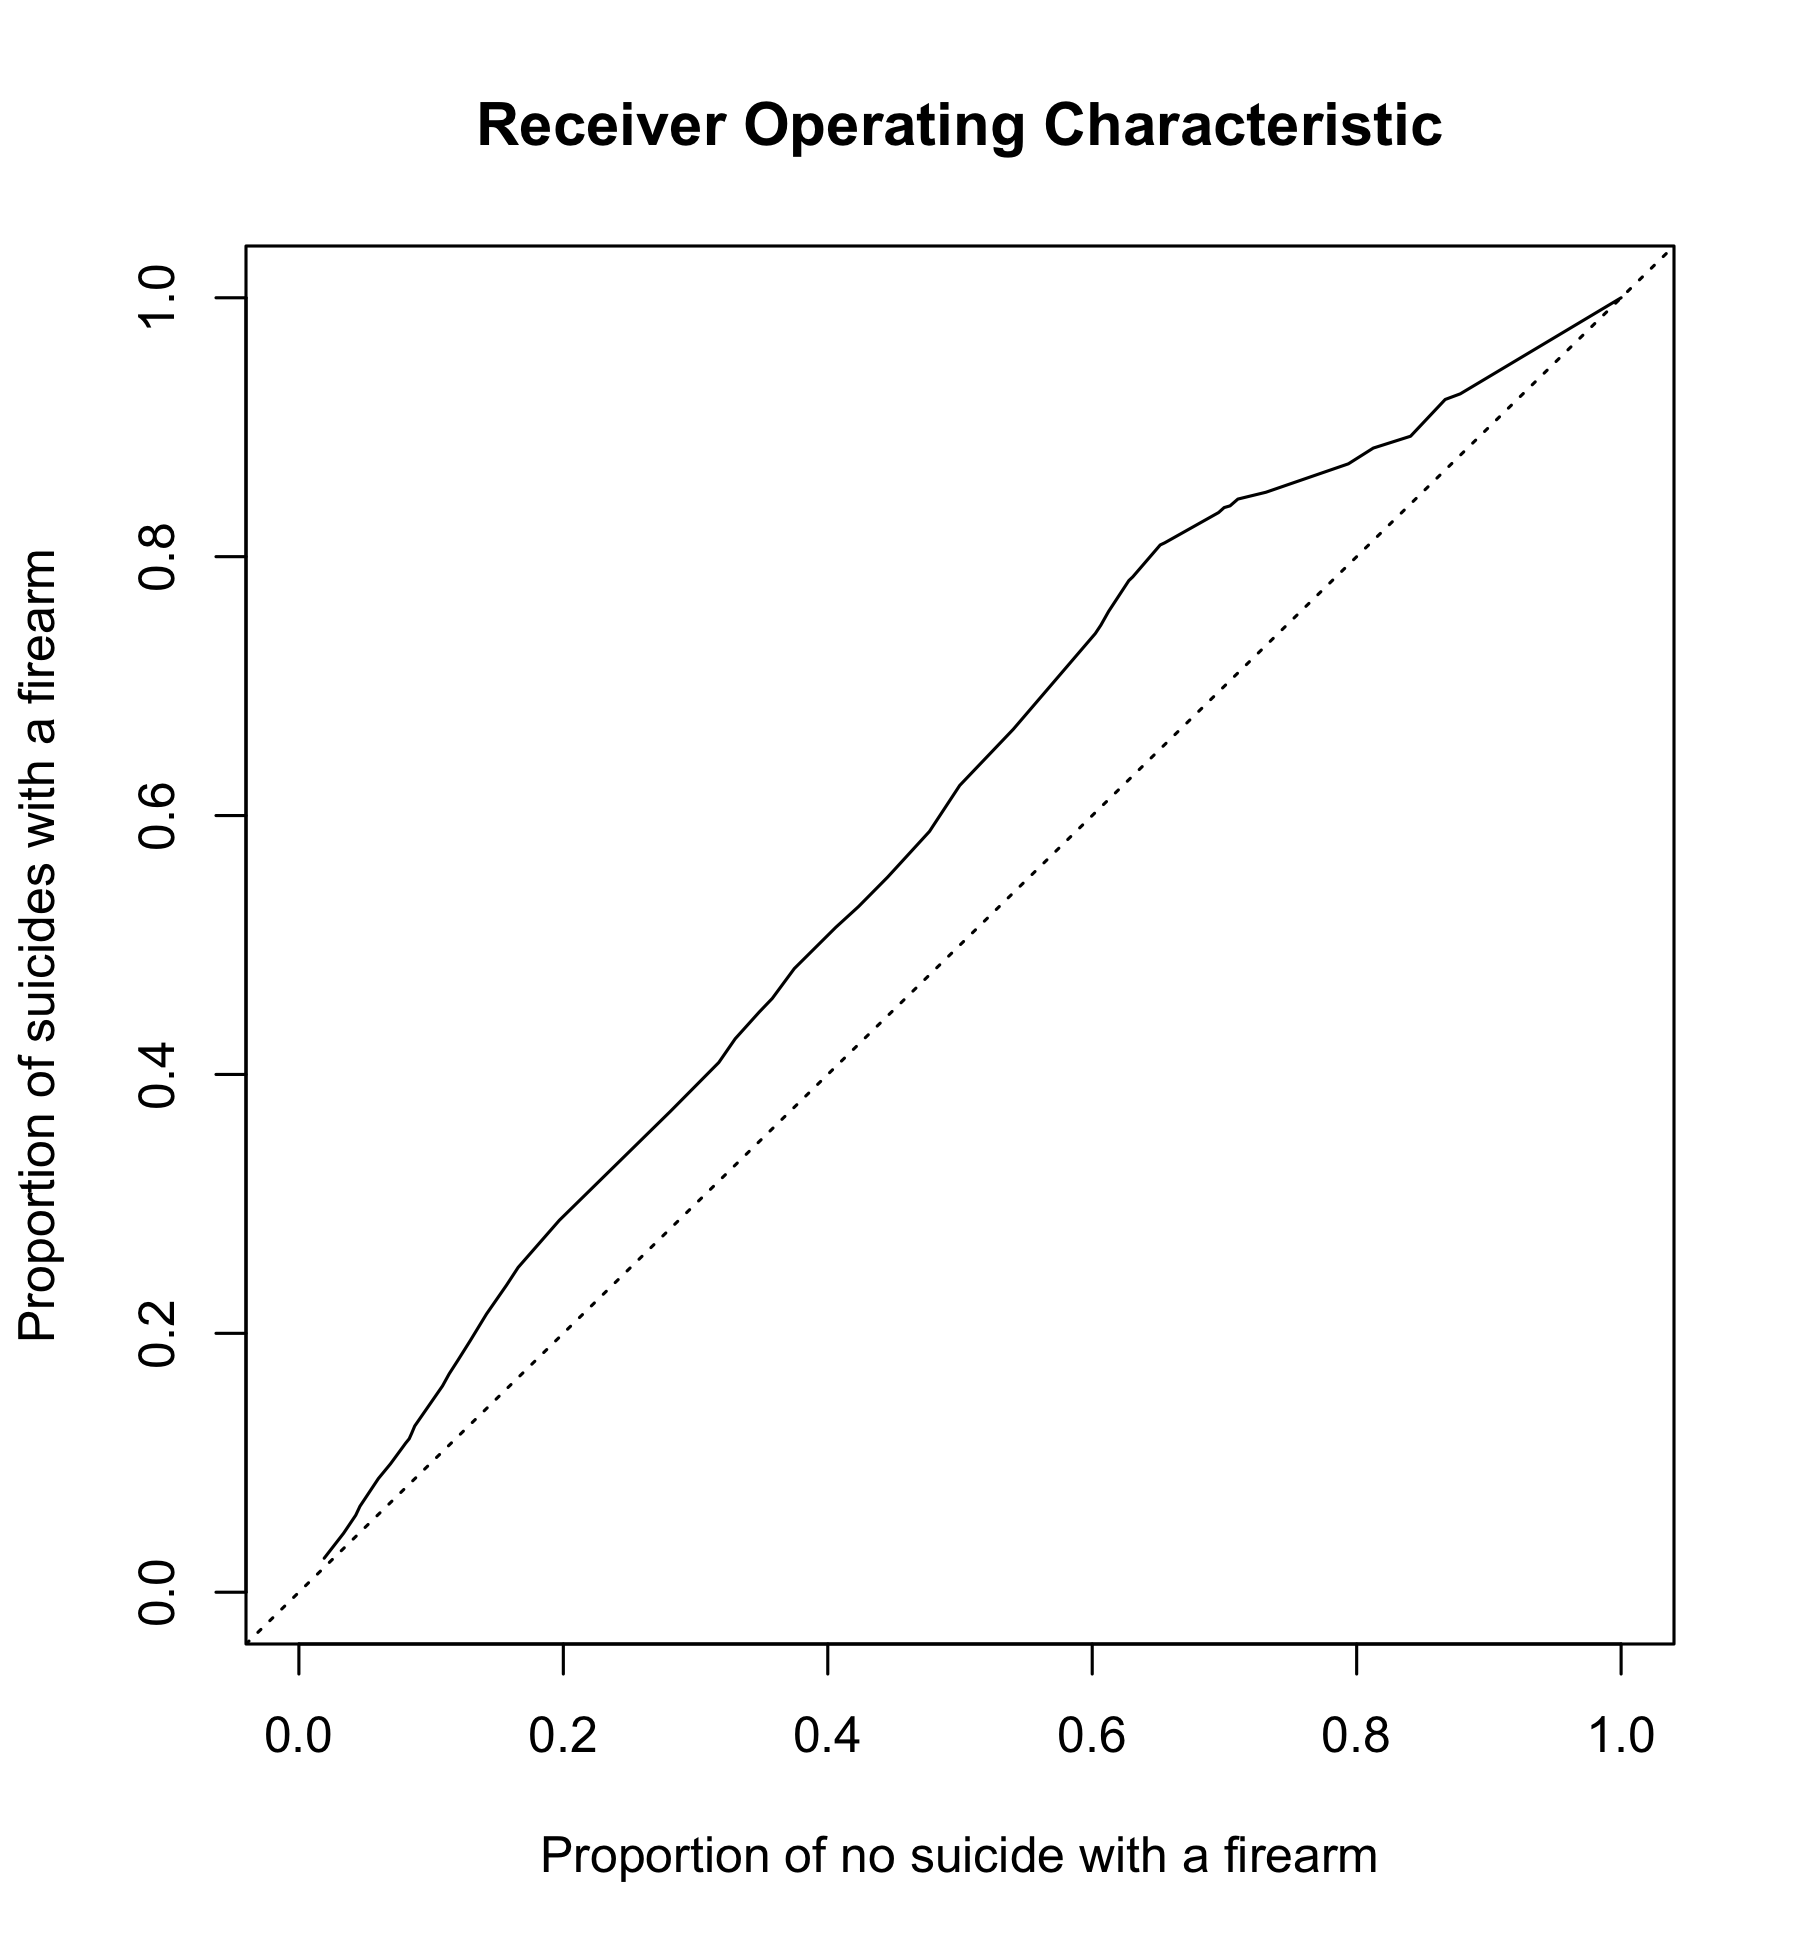 Receiver Operating Characteristic
Proportion of suicides with a firearm
1.0
0.8
0.6
0.4
0.2
0.0
0.0 0.2 0.4 0.6 0.8 1.0
Proportion of no suicide with a firearm